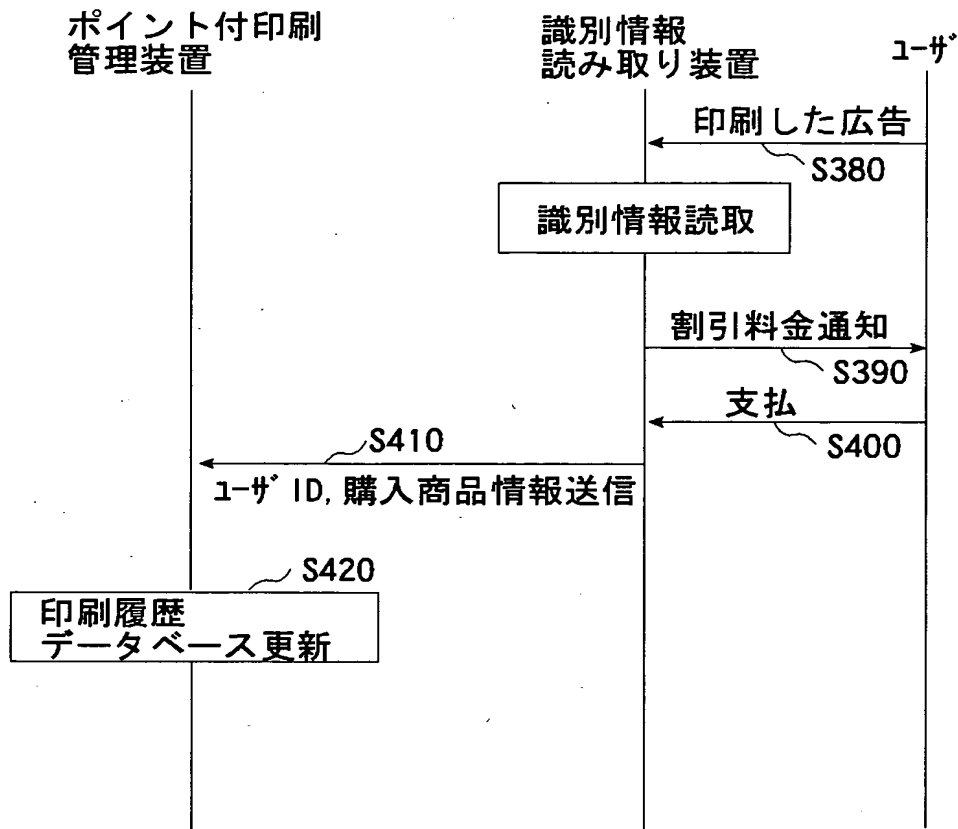 ポイント付印刷
管理装置
識別情報
読み取り装置
ﾕｰｻﾞ
印刷した広告
S380
識別情報読取
割引料金通知
S390
支払
S400
S410
ﾕｰｻﾞID,購入商品情報送信
S420
印刷履歴
データベース更新